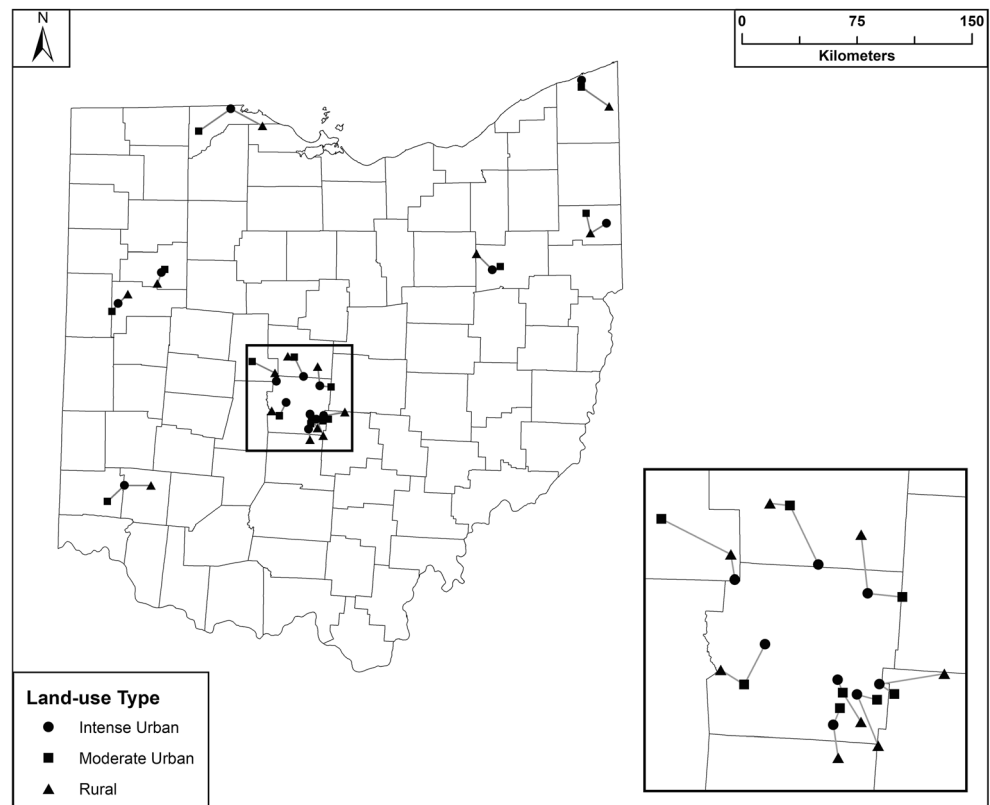 N
0 75 150
Kilometers
Land-use Type
Intense Urban
Moderate Urban
Rural